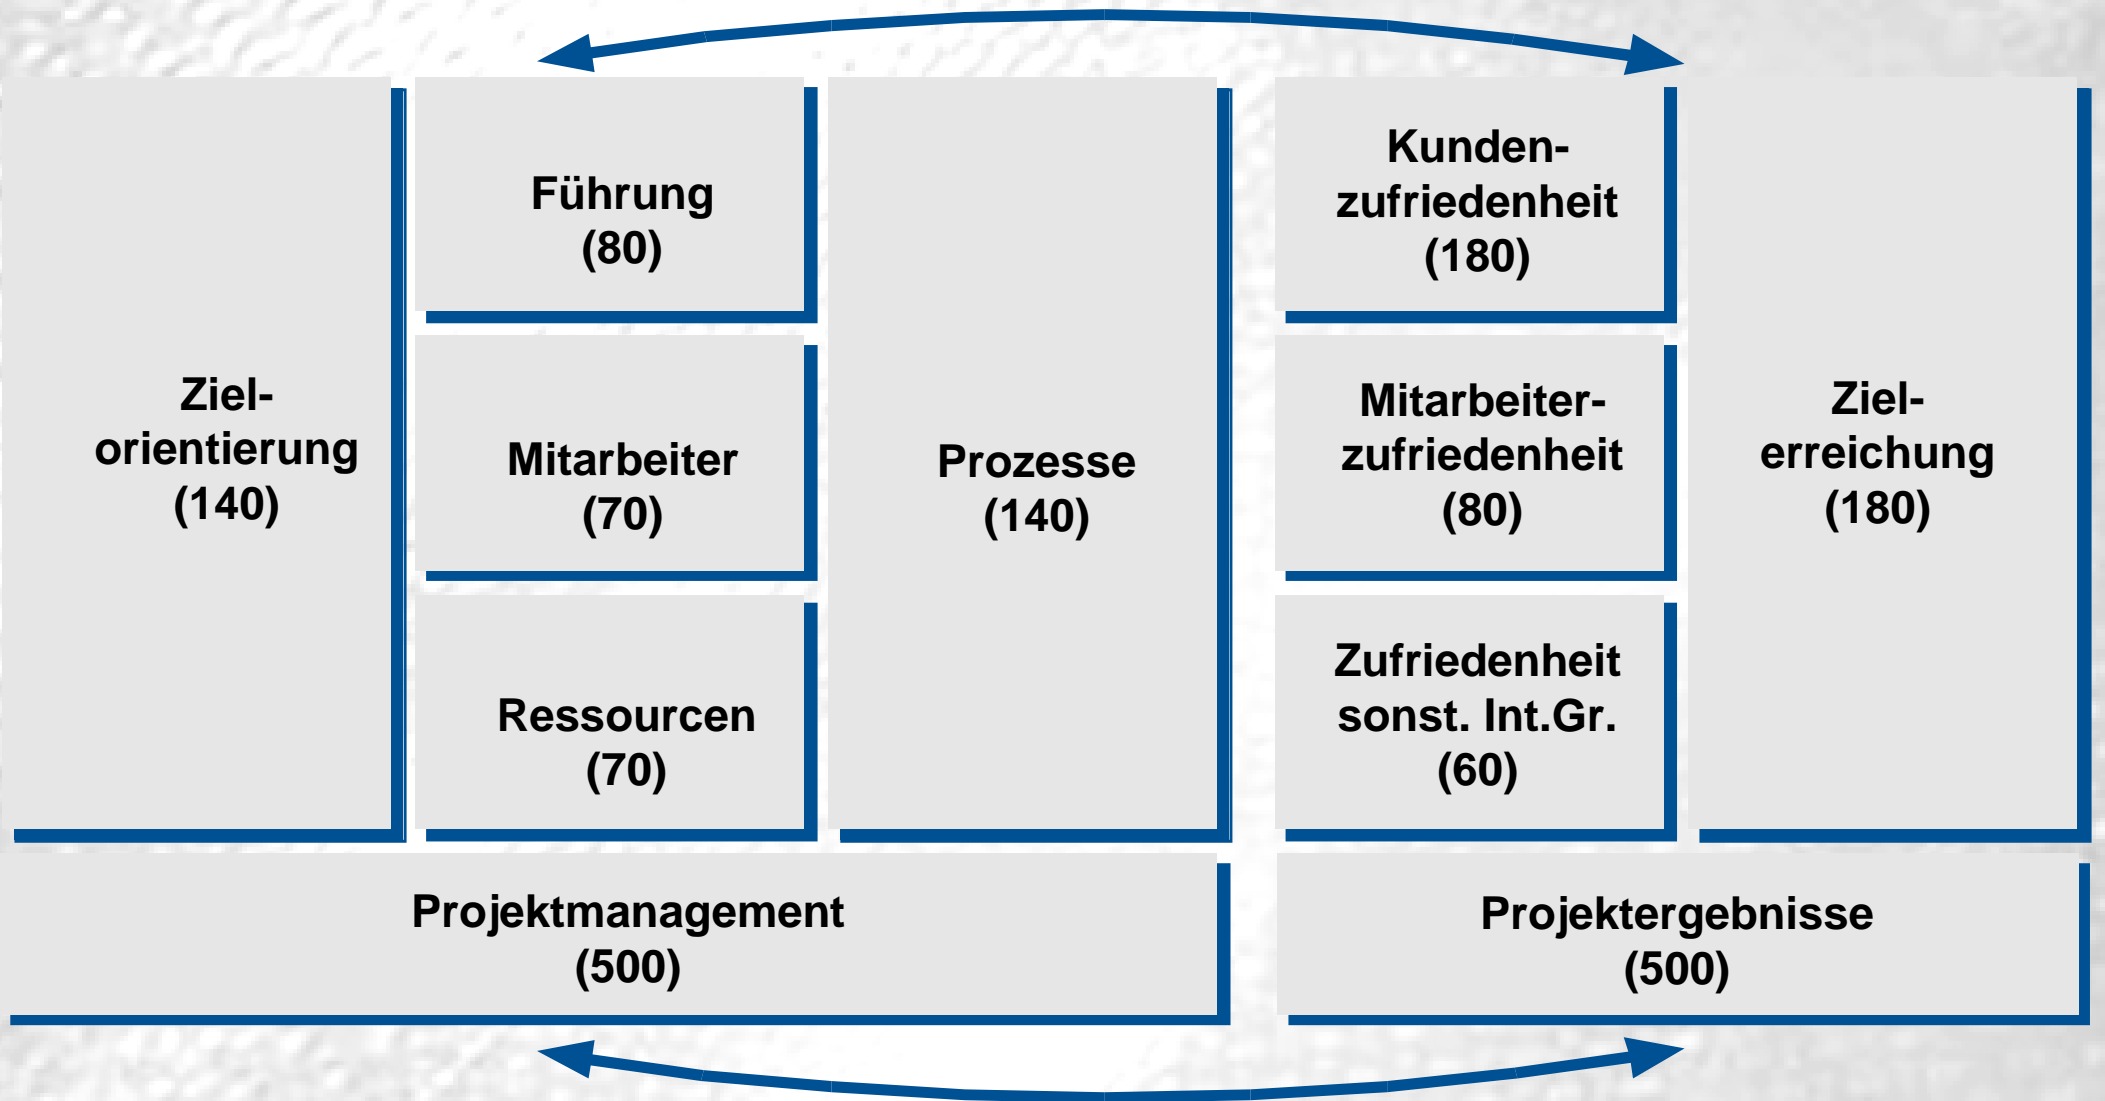 Ziel-
orientierung
(140)
Führung
(80)
Mitarbeiter
(70)
Ressourcen
(70)
Prozesse
(140)
Kunden-
zufriedenheit
(180)
Mitarbeiter-
zufriedenheit
(80)
Zufriedenheit
sonst. Int.Gr.
(60)
Ziel-
erreichung
(180)
Projektmanagement
(500)
Projektergebnisse
(500)